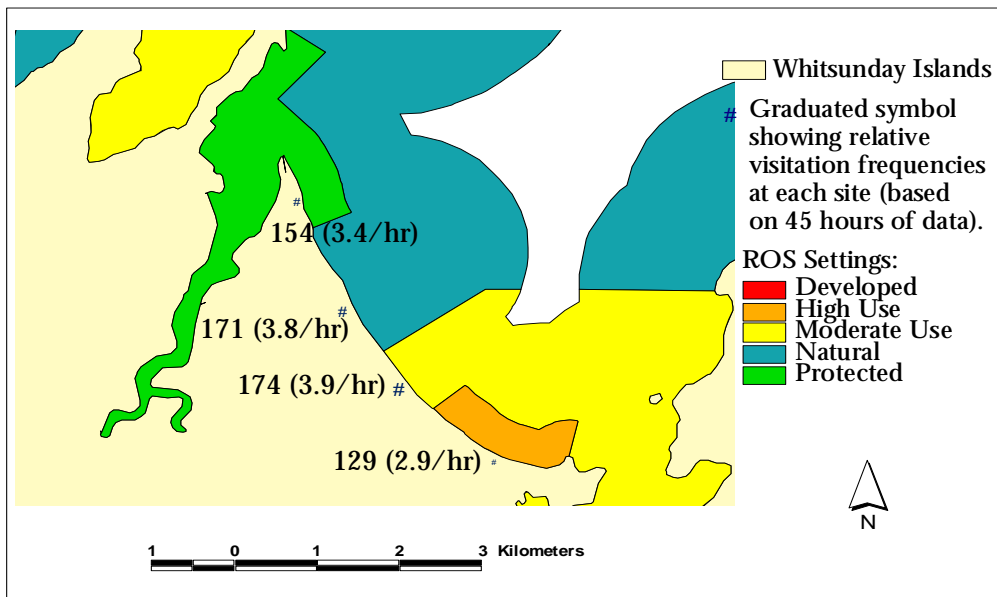 Whitsunday Islands
#
Graduated symbol
showing relative
visitation frequencies
at each site (based
on 45 hours of data).
ROS Settings:
Developed
High Use
Moderate Use
Natural
Protected
#
154 (3.4/hr)
171 (3.8/hr)
#
174 (3.9/hr)
#
129 (2.9/hr)
#
N
1 0 1 2 3 Kilometers